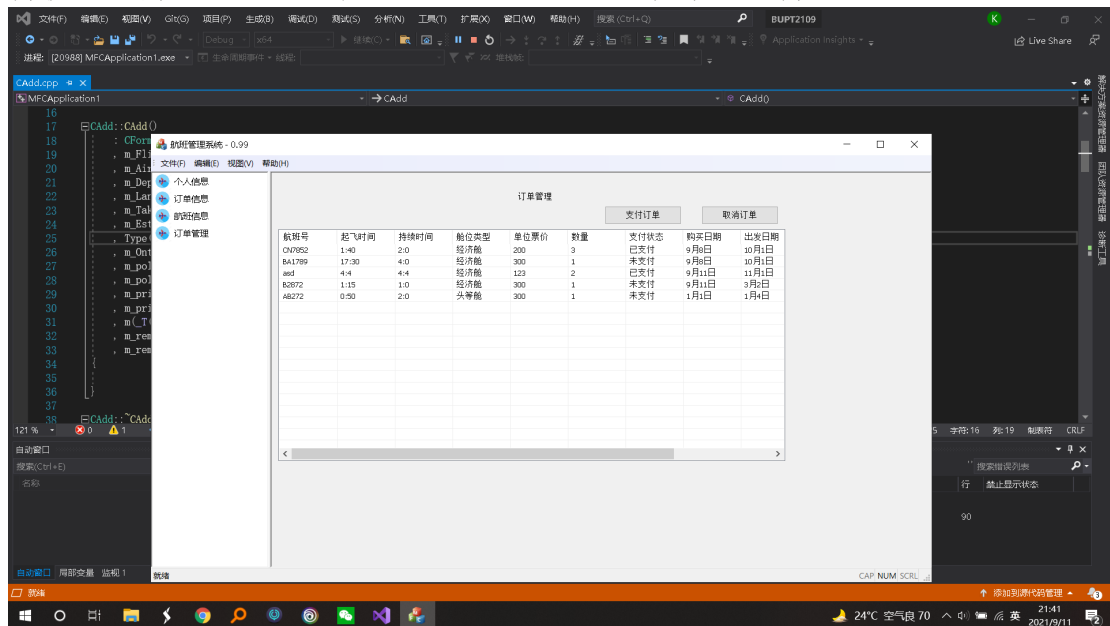 文件(F) 编辑(E) 视图(V) Git(G) 项目(P) 生成(B) 调试(D) 测试(S) 分析(N) 工具(T) 扩展(X) 窗口(W) 帮助(H) 搜索 (Ctrl+Q) BUPT2109 K
Debug x64 继续(C) Application Insights Live Share
进程: [20988] MFCApplication1.exe 生命周期事件 线程: 堆栈帧:
CAdd.cpp
MFCApplication1 CAdd CAdd()
16
17 CAdd::CAdd()
18 : CForm
19 , m_Fli
20 , m_Air
21 , m_Dep
22 , m_Lan
23 , m_Tak
24 , m_Est
25 , Type(
26 , m_Ont
27 , m_pol
28 , m_pol
29 , m_pri
30 , m_pri
31 , m(_T(
32 , m_rem
33 , m_rem
34 {
35
36 }
37
38 CAdd::~CAdd
航班管理系统 - 0.99
文件(F) 编辑(E) 视图(V) 帮助(H)
个人信息
订单信息
航班信息
订单管理
订单管理
支付订单 取消订单
航班号 起飞时间 持续时间 舱位类型 单位票价 数量 支付状态 购买日期 出发日期
CN7852 1:40 2:0 经济舱 200 3 已支付 9月8日 10月1日
BA1789 17:30 4:0 经济舱 300 1 未支付 9月8日 10月1日
asd 4:4 4:4 经济舱 123 2 已支付 9月11日 11月1日
B2872 1:15 1:0 经济舱 300 1 未支付 9月11日 3月2日
AB272 0:50 2:0 头等舱 300 1 未支付 1月1日 1月4日
就绪 CAP NUM SCRL
解决方案资源管理器
团队资源管理器
诊断工具
121 % 0 1 5 字符: 16 列: 19 制表符 CRLF
自动窗口
搜索(Ctrl+E) 搜索错误列表
名称 行 禁止显示状态
90
自动窗口 局部变量 监视 1
就绪 添加到源代码管理 3
24°C 空气良 70 英 21:41
2021/9/11 2